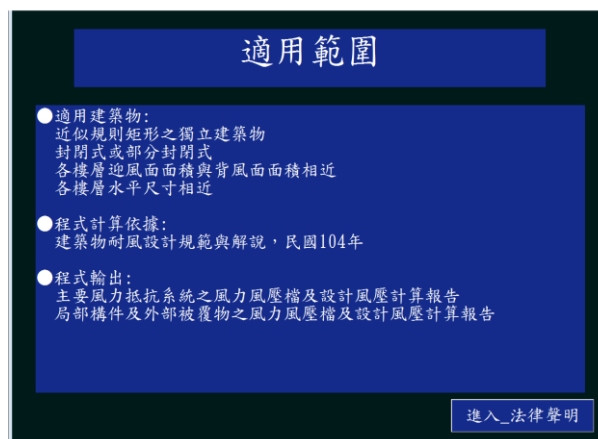 適用範圍
●適用建築物:
近似規則矩形之獨立建築物
封閉式或部分封閉式
各樓層迎風面面積與背風面面積相近
各樓層水平尺寸相近
●程式計算依據:
建築物耐風設計規範與解說，民國104年
●程式輸出:
主要風力抵抗系統之風力風壓檔及設計風壓計算報告
局部構件及外部被覆物之風力風壓檔及設計風壓計算報告
進入_法律聲明